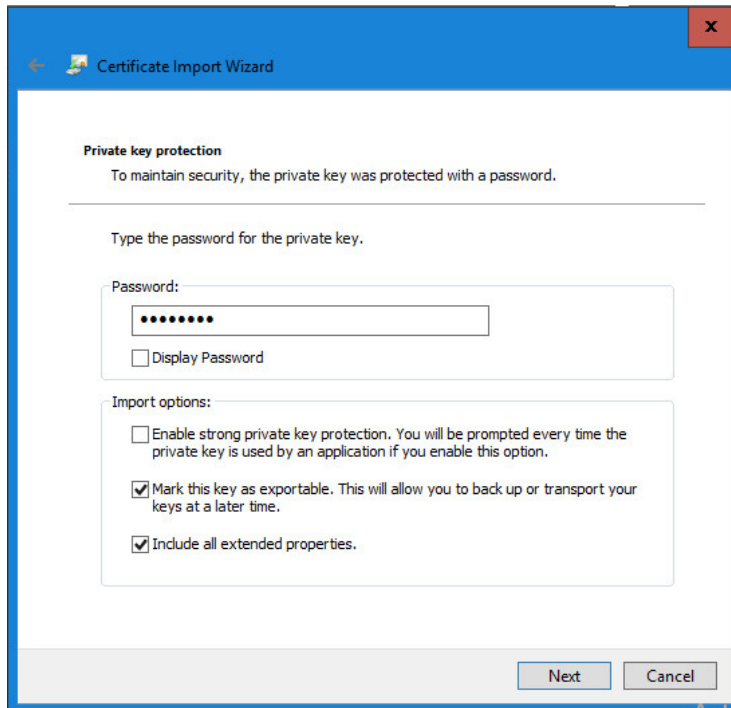 x
Certificate Import Wizard
Private key protection
To maintain security, the private key was protected with a password.
Type the password for the private key.
Password:
••••••••
Display Password
Import options:
Enable strong private key protection. You will be prompted every time the
private key is used by an application if you enable this option.
Mark this key as exportable. This will allow you to back up or transport your
keys at a later time.
Include all extended properties.
Next Cancel